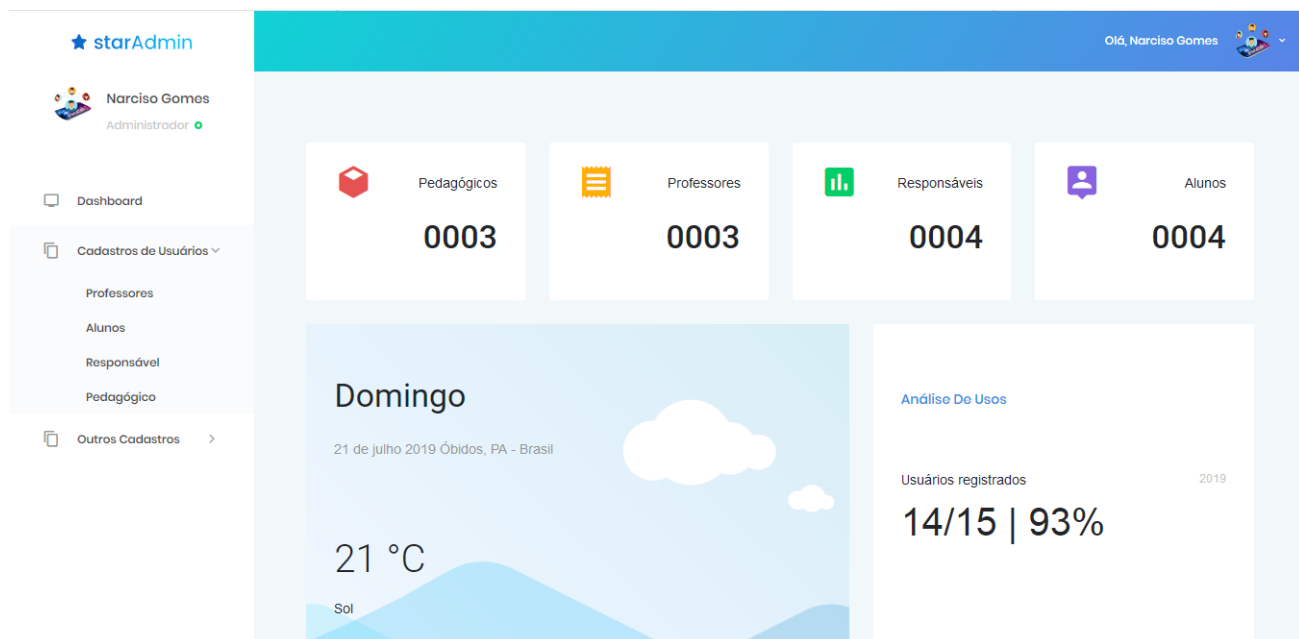 starAdmin
Olá, Narciso Gomes
Narciso Gomes
Administrador
Dashboard
Cadastros de Usuários
Professores
Alunos
Responsável
Pedagógico
Outros Cadastros
Pedagógicos
0003
Professores
0003
Responsáveis
0004
Alunos
0004
Domingo
21 de julho 2019 Óbidos, PA - Brasil
21 °C
Sol
Análise De Usos
Usuários registrados
2019
14/15 | 93%